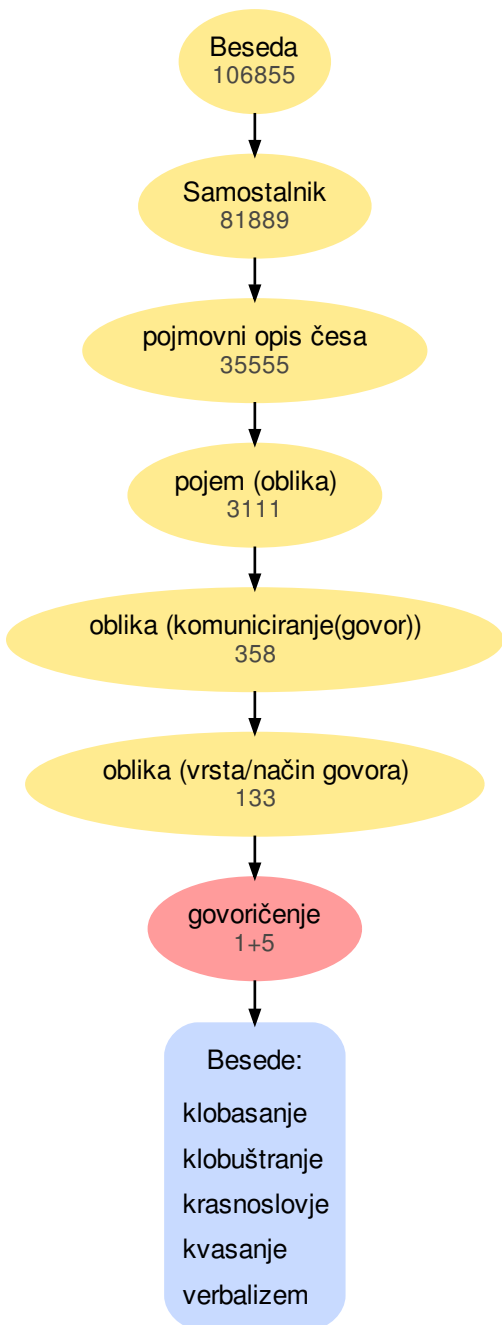 Beseda
106855
Samostalnik
81889
pojmovni opis česa
35555
pojem (oblika)
3111
oblika (komuniciranje(govor))
358
oblika (vrsta/način govora)
133
govoričenje
1+5
Besede:
klobasanje
klobuštranje
krasnoslovje
kvasanje
verbalizem